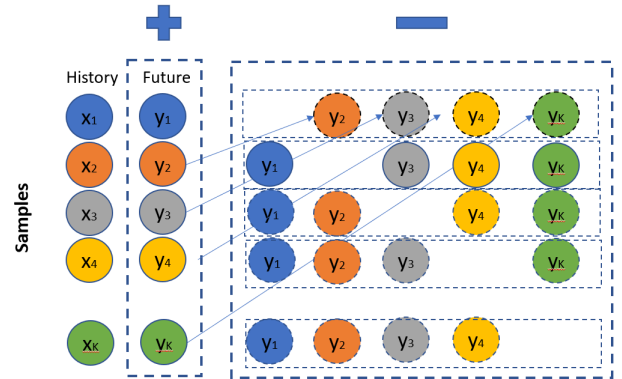 History Future
x1 y1 y2 y3 y4 yK
x2 y2 y1 y3 y4 yK
x3 y3 y1 y2 y4 yK
x4 y4 y1 y2 y3 yK
xK yK y1 y2 y3 y4
Samples